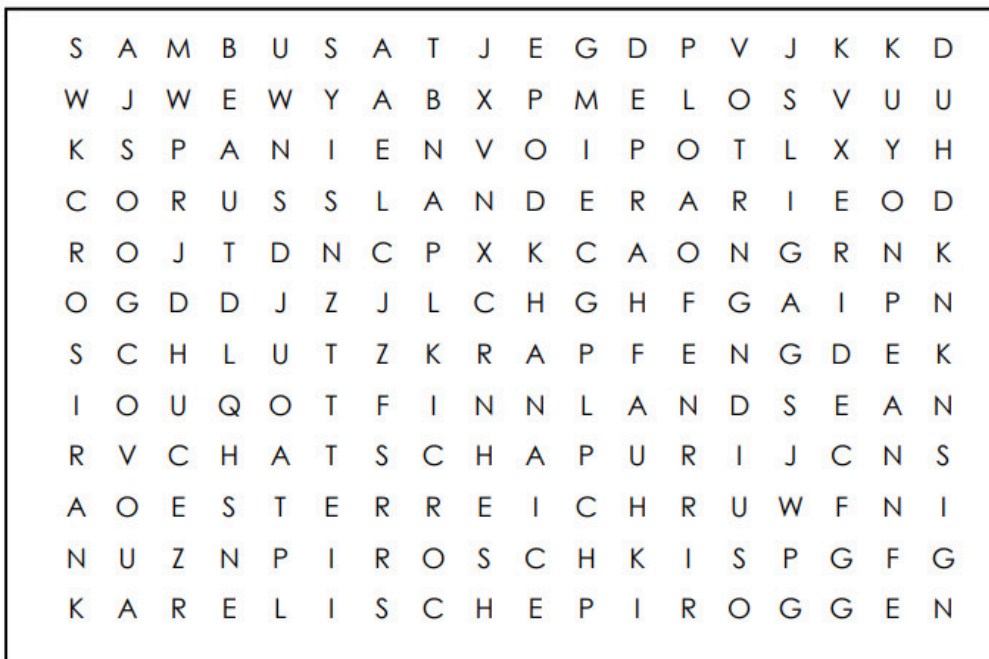 S A M B U S A T J E G D P V J K K D
W J W E W Y A B X P M E L O S V U U
K S P A N I E N V O I P O T L X Y H
C O R U S S L A N D E R A R I E O D
R O J T D N C P X K C A O N G R N K
O G D D J Z J L C H G H F G A I P N
S C H L U T Z K R A P F E N G D E K
I O U Q O T F I N N L A N D S E A N
R V C H A T S C H A P U R I J C N S
A O E S T E R R E I C H R U W F N I
N U Z N P I R O S C H K I S P G F G
K A R E L I S C H E P I R O G G E N